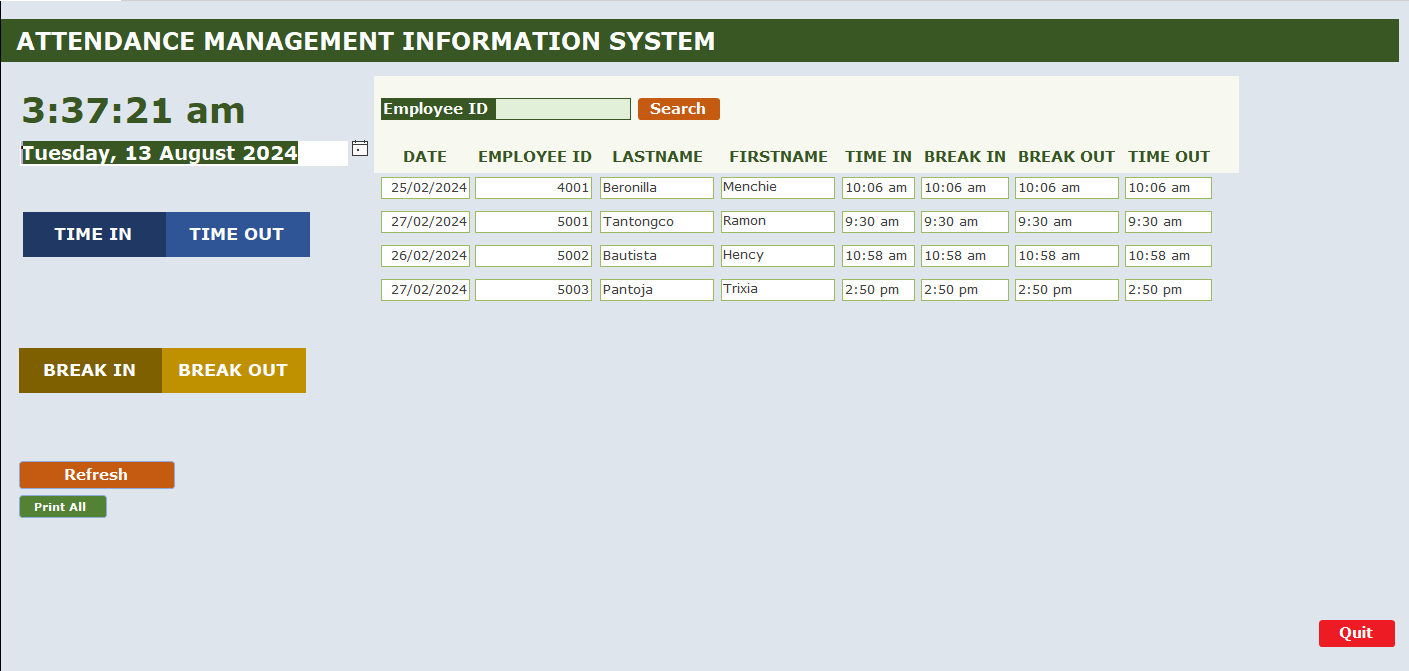 ATTENDANCE MANAGEMENT INFORMATION SYSTEM
3:37:21 am
Tuesday, 13 August 2024
Employee ID Search
DATE EMPLOYEE ID LASTNAME FIRSTNAME TIME IN BREAK IN BREAK OUT TIME OUT
25/02/2024 4001 Beronilla Menchie 10:06 am 10:06 am 10:06 am 10:06 am
27/02/2024 5001 Tantongco Ramon 9:30 am 9:30 am 9:30 am 9:30 am
26/02/2024 5002 Bautista Hency 10:58 am 10:58 am 10:58 am 10:58 am
27/02/2024 5003 Pantoja Trixia 2:50 pm 2:50 pm 2:50 pm 2:50 pm
TIME IN TIME OUT
BREAK IN BREAK OUT
Refresh
Print All
Quit